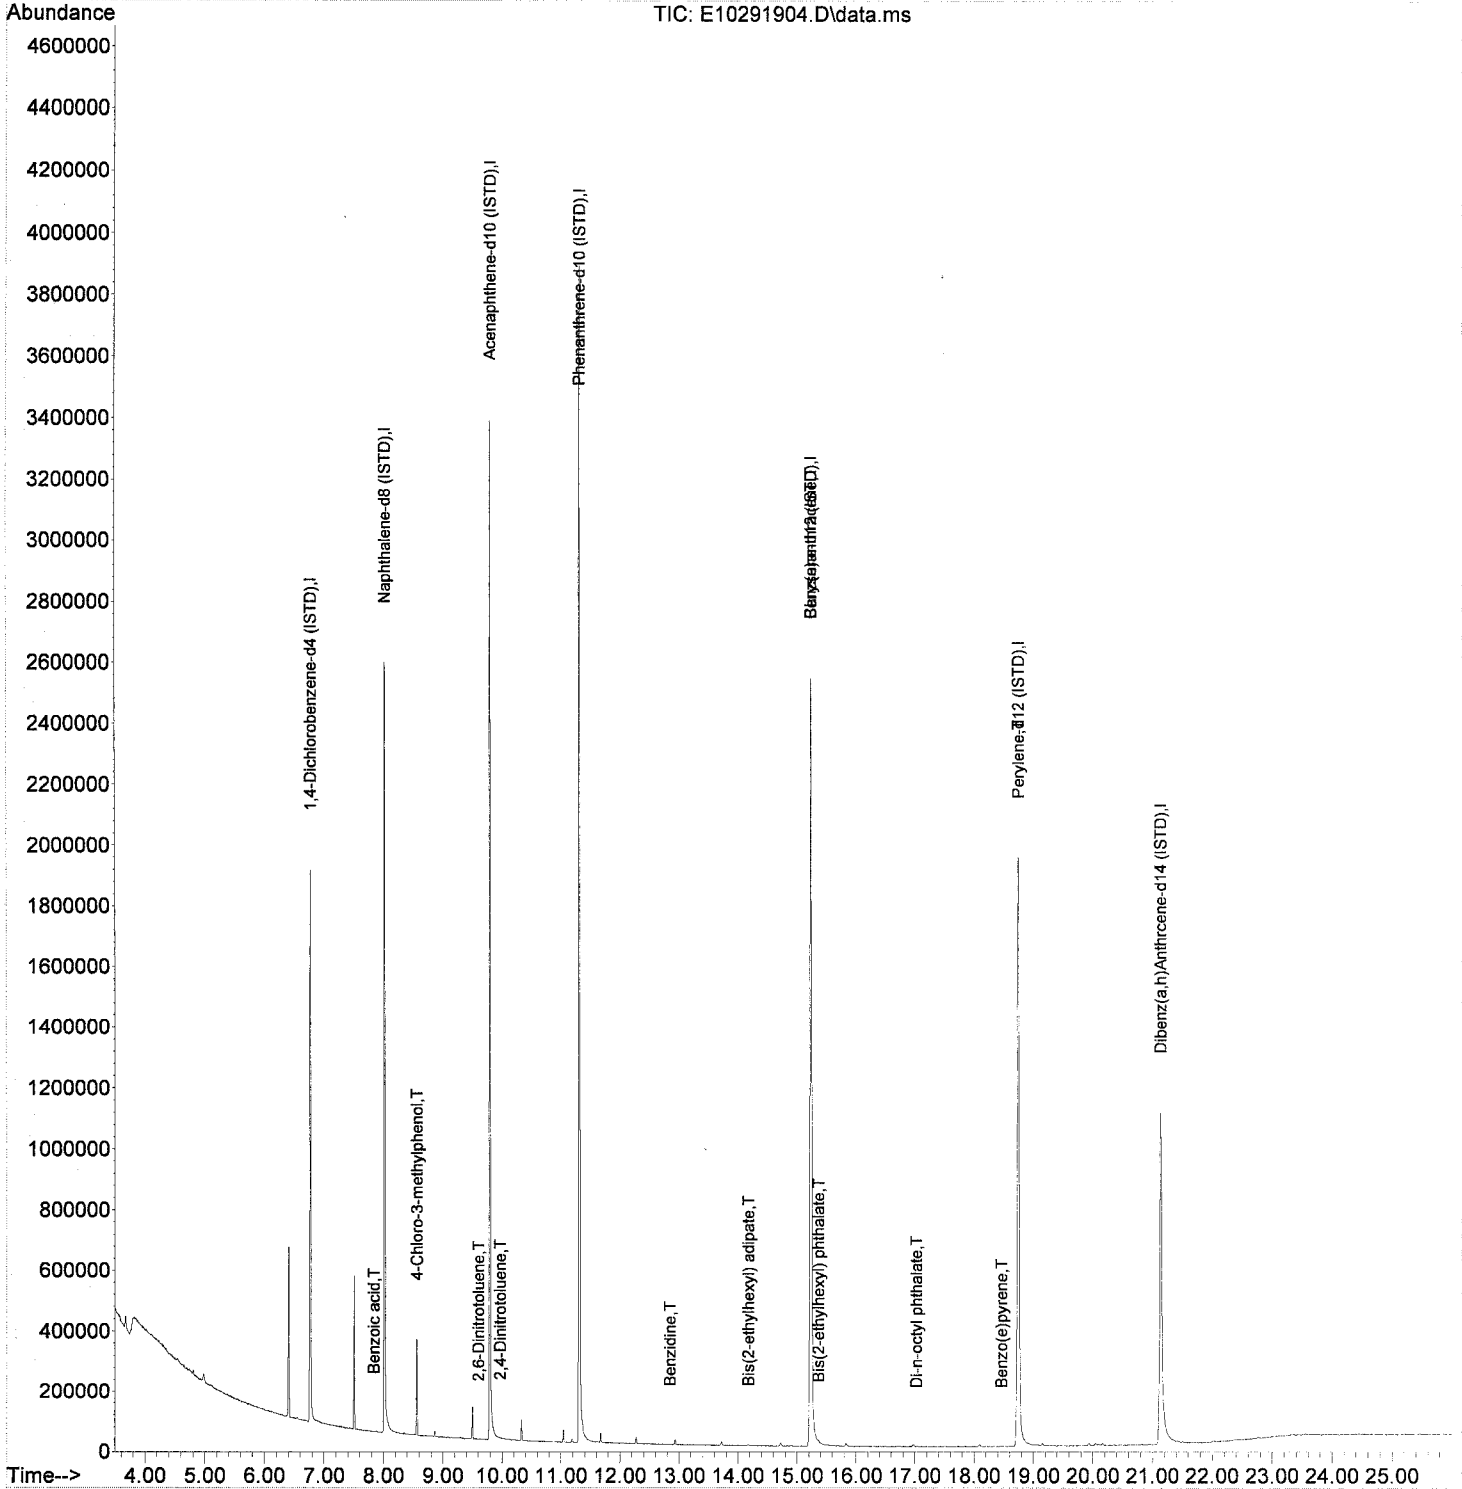 Abundance
TIC: E10291904.D\data.ms
4600000
4400000
4200000
4000000
3800000
3600000
3400000
3200000
3000000
2800000
2600000
2400000
2200000
2000000
1800000
1600000
1400000
1200000
1000000
800000
600000
400000
200000
0
1,4-Dichlorobenzene-d4 (ISTD),I
Benzoic acid,T
Naphthalene-d8 (ISTD),I
4-Chloro-3-methylphenol,T
2,6-Dinitrotoluene,T
Acenaphthene-d10 (ISTD),I
2,4-Dinitrotoluene,T
Phenanthrene-d10 (ISTD),I
Benzidine,T
Bis(2-ethylhexyl) adipate,T
Bis(2-ethylhexyl) phthalate,T
Di-n-octyl phthalate,T
Benzo(e)pyrene,T
Perylene-d12 (ISTD),I
Dibenz(a,h)Anthrcene-d14 (ISTD),I
Time-->
4.00 5.00 6.00 7.00 8.00 9.00 10.00 11.00 12.00 13.00 14.00 15.00 16.00 17.00 18.00 19.00 20.00 21.00 22.00 23.00 24.00 25.00